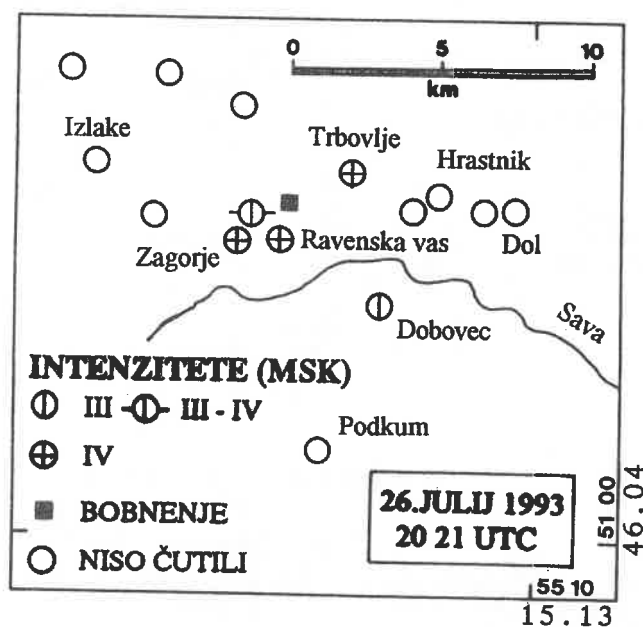 0 5 10
km
Izlake
Trbovlje
Hrastnik
Zagorje
Ravenska vas
Dol
Dobovec
Sava
INTENZITETE (MSK)
III III - IV
IV
Podkum
BOBNENJE
NISO ČUTILI
26.JULIJ 1993
20 21 UTC
51 00
46.04
55 10
15.13